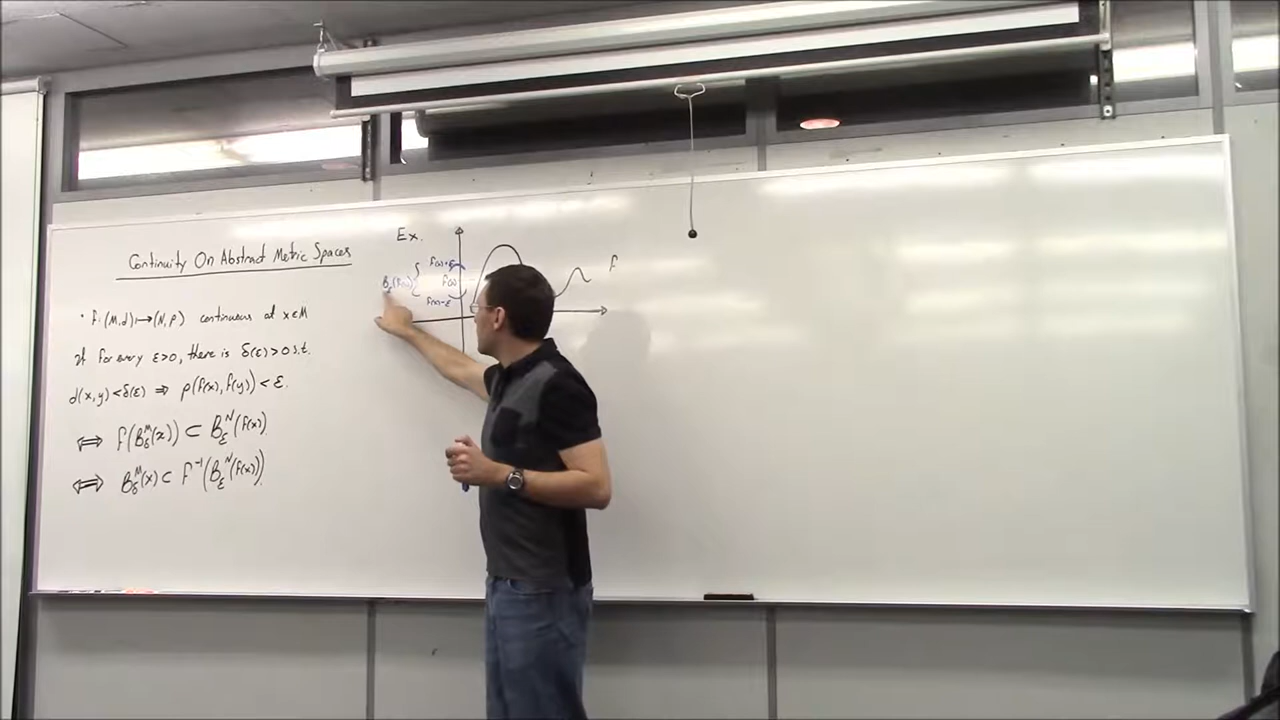 Continuity On Abstract Metric Spaces
• f: (M,d) ↦ (N,ρ) continuous at x∈M
if for every ε>0, there is δ(ε)>0 s.t.
d(x,y)<δ(ε) ⇒ ρ(f(x), f(y)) < ε.
⇔ f(B_δ^M(x)) ⊂ B_ε^N(f(x)).
⇔ B_δ^M(x) ⊂ f^{-1}(B_ε^N(f(x))).
Ex.
f(x)+ε
B_ε(f(x)) { f(x)
f(x)-ε
f